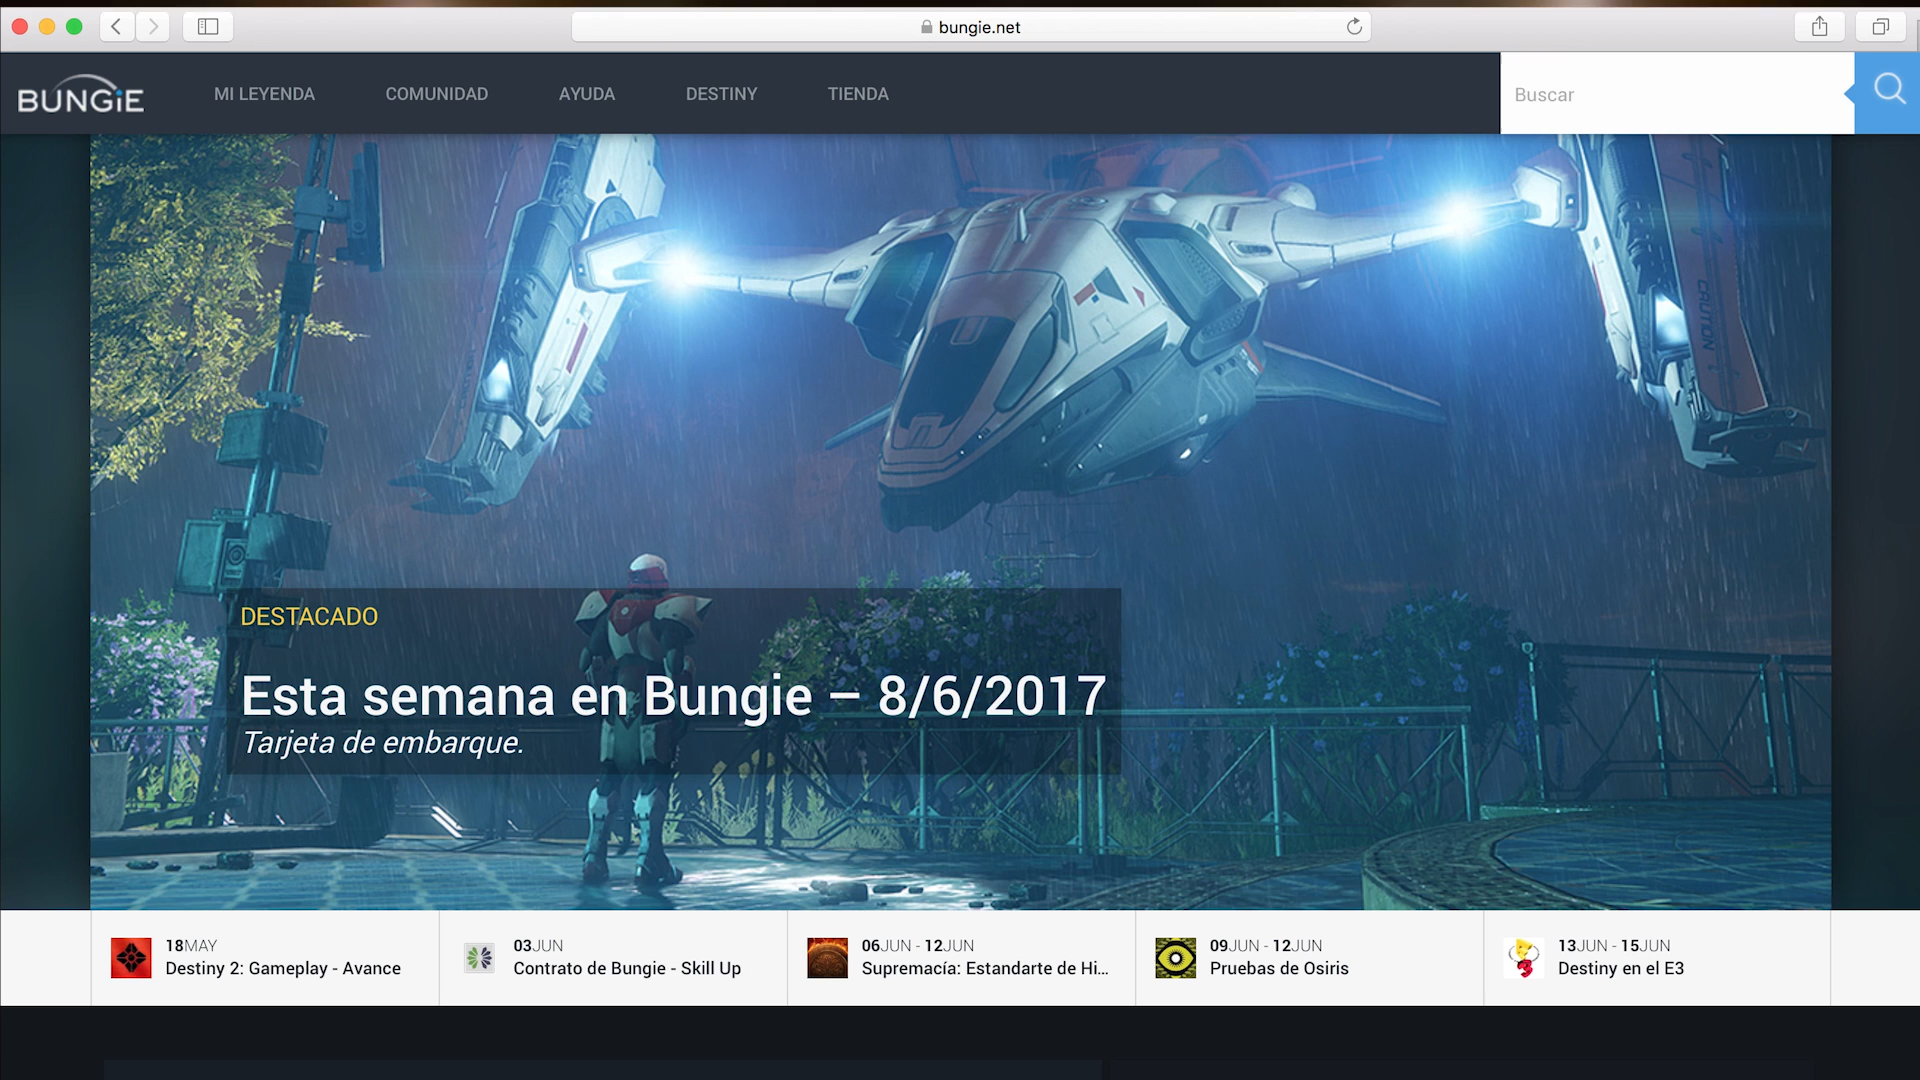 bungie.net
BUNGiE
MI LEYENDA
COMUNIDAD
AYUDA
DESTINY
TIENDA
Buscar
CAUTION
DESTACADO
Esta semana en Bungie – 8/6/2017
Tarjeta de embarque.
18MAY
Destiny 2: Gameplay - Avance
03JUN
Contrato de Bungie - Skill Up
06JUN - 12JUN
Supremacía: Estandarte de Hi...
09JUN - 12JUN
Pruebas de Osiris
13JUN - 15JUN
Destiny en el E3